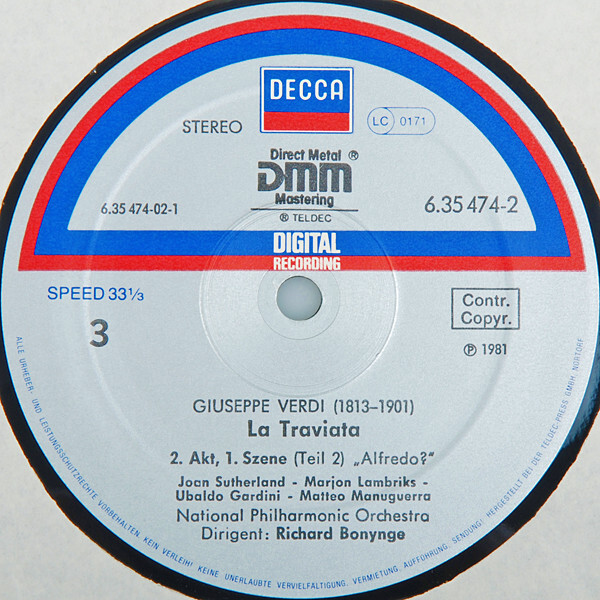 DECCA
STEREO
LC 0171
Direct Metal ®
DMM
Mastering
® TELDEC
6.35 474-02-1
6.35 474-2
DIGITAL
RECORDING
SPEED 33⅓
Contr.
Copyr.
3
Ⓟ 1981
GIUSEPPE VERDI (1813–1901)
La Traviata
2. Akt, 1. Szene (Teil 2) „Alfredo?“
Joan Sutherland - Marjon Lambriks -
Ubaldo Gardini - Matteo Manuguerra
National Philharmonic Orchestra
Dirigent: Richard Bonynge
ALLE URHEBER- UND LEISTUNGSSCHUTZRECHTE VORBEHALTEN. KEIN VERLEIH! KEINE UNERLAUBTE VERVIELFÄLTIGUNG, VERMIETUNG, AUFFÜHRUNG, SENDUNG! HERGESTELLT BEI DER TELDEC-PRESS GMBH. NORTORF